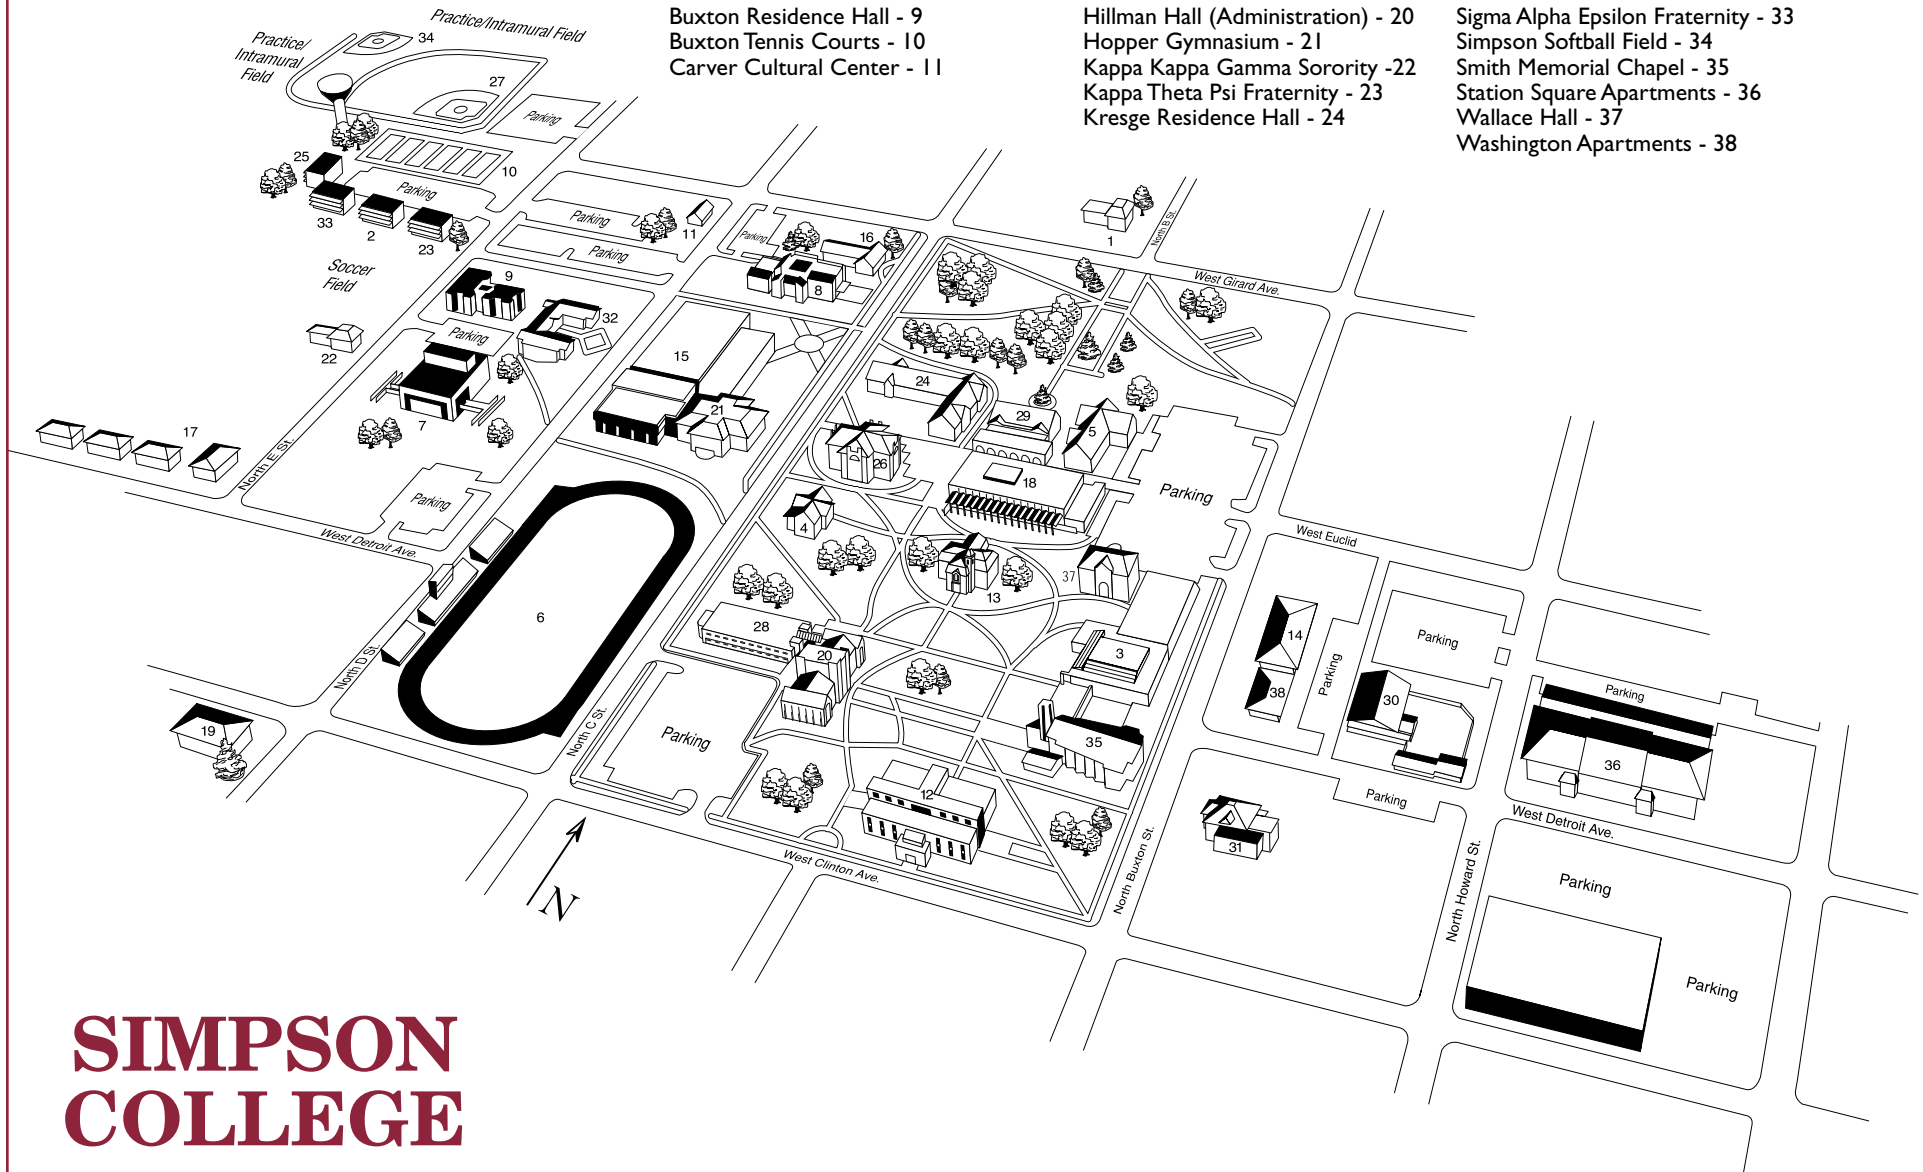 Buxton Residence Hall - 9
Buxton Tennis Courts - 10
Carver Cultural Center - 11
Hillman Hall (Administration) - 20
Hopper Gymnasium - 21
Kappa Kappa Gamma Sorority -22
Kappa Theta Psi Fraternity - 23
Kresge Residence Hall - 24
Sigma Alpha Epsilon Fraternity - 33
Simpson Softball Field - 34
Smith Memorial Chapel - 35
Station Square Apartments - 36
Wallace Hall - 37
Washington Apartments - 38
Practice/Intramural Field
34
Practice/
Intramural
Field
27
Parking
25
10
Parking
33
2
23
Parking
11
Parking
Parking
16
8
1
North B St.
West Girard Ave.
Soccer
Field
9
32
22
Parking
15
7
21
17
North E St.
Parking
West Detroit Ave.
24
29
5
26
18
Parking
4
13
37
West Euclid
6
28
20
3
14
38
Parking
Parking
30
Parking
North D St.
19
North C St.
Parking
35
12
36
West Clinton Ave.
North Buxton St.
31
Parking
West Detroit Ave.
North Howard St.
Parking
Parking
N
SIMPSON
COLLEGE